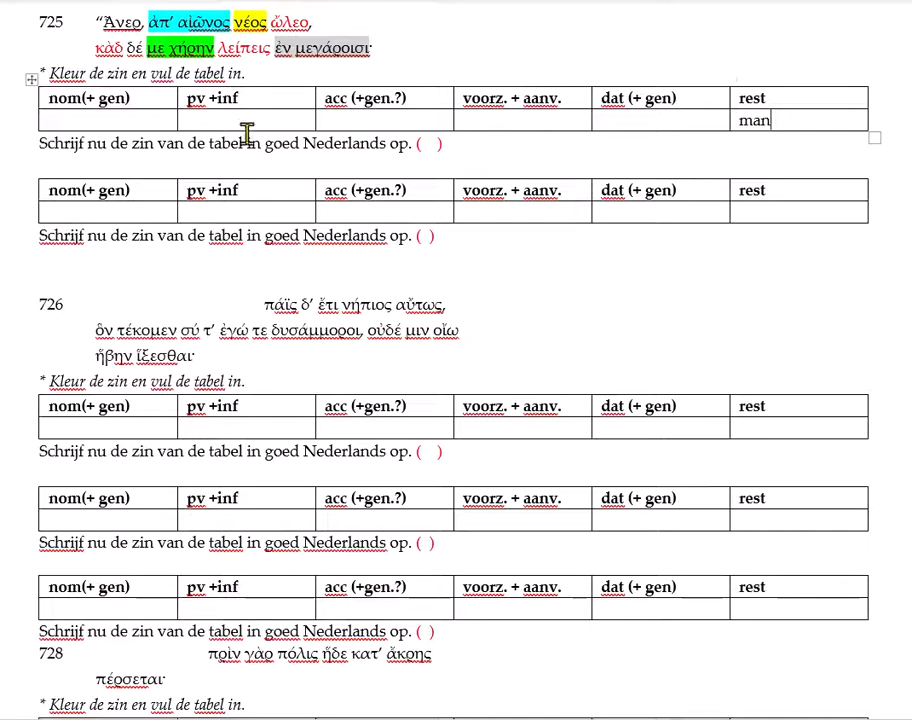 725 “Ἆνερ, ἀπ’ αἰῶνος νέος ὤλεο,
κὰδ δέ με χήρην λείπεις ἐν μεγάροισι·
* Kleur de zin en vul de tabel in.
nom(+ gen) pv +inf acc (+gen.?) voorz. + aanv. dat (+ gen) rest
man
Schrijf nu de zin van de tabel in goed Nederlands op. ( )
nom(+ gen) pv +inf acc (+gen.?) voorz. + aanv. dat (+ gen) rest
Schrijf nu de zin van de tabel in goed Nederlands op. ( )
726 πάϊς δ’ ἔτι νήπιος αὔτως,
ὃν τέκομεν σύ τ’ ἐγώ τε δυσάμμοροι, οὐδέ μιν οἴω
ἥβην ἵξεσθαι·
* Kleur de zin en vul de tabel in.
nom(+ gen) pv +inf acc (+gen.?) voorz. + aanv. dat (+ gen) rest
Schrijf nu de zin van de tabel in goed Nederlands op. ( )
nom(+ gen) pv +inf acc (+gen.?) voorz. + aanv. dat (+ gen) rest
Schrijf nu de zin van de tabel in goed Nederlands op. ( )
nom(+ gen) pv +inf acc (+gen.?) voorz. + aanv. dat (+ gen) rest
Schrijf nu de zin van de tabel in goed Nederlands op. ( )
728 πρὶν γὰρ πόλις ἥδε κατ’ ἄκρης
πέρσεται·
* Kleur de zin en vul de tabel in.